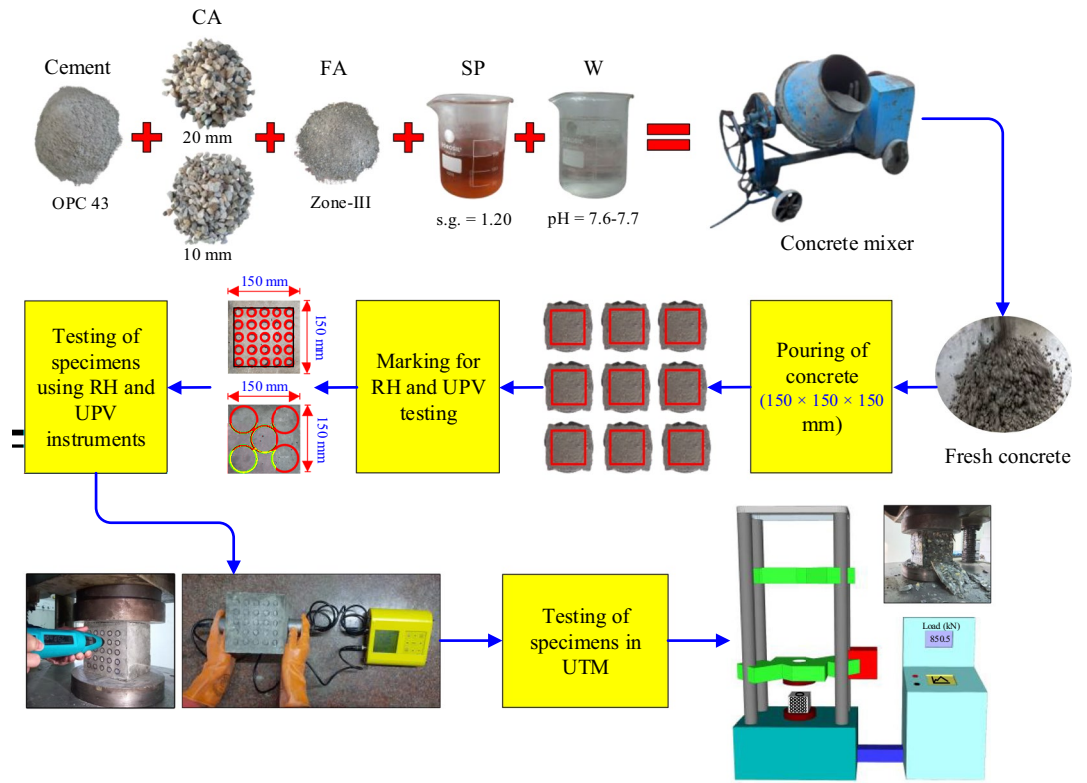 CA
Cement
FA
SP
W
20 mm
OPC 43
Zone-III
s.g. = 1.20
pH = 7.6-7.7
10 mm
Concrete mixer
150 mm
150 mm
Testing of
specimens
using RH and
UPV
instruments
150 mm
150 mm
Marking for
RH and UPV
testing
Pouring of
concrete
(150 × 150 × 150
mm)
Fresh concrete
Testing of
specimens in
UTM
Load (kN)
850.5